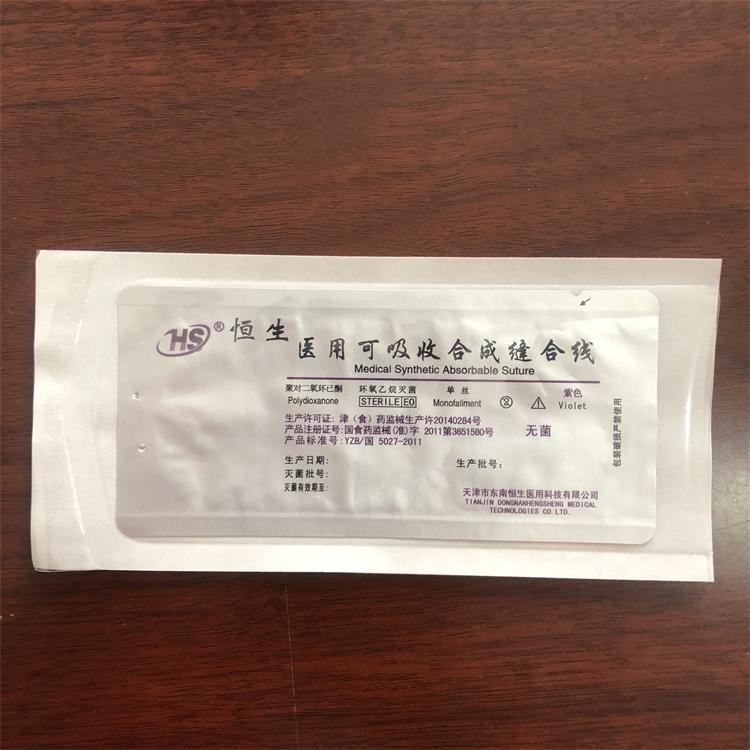 HS® 恒生
医用可吸收合成缝合线
Medical Synthetic Absorbable Suture
聚对二氧环已酮 环氧乙烷灭菌 单丝 紫色
Polydioxanone STERILE EO Monofaliment 2 Violet
生产许可证: 津(食)药监械生产许20140284号
产品注册证号:国食药监械(准)字 2011第3651580号 无菌
产品标准号:YZB/国 5027-2011
生产日期: 生产批号:
灭菌批号:
灭菌有效期至:
天津市东南恒生医用科技有限公司
TIANJIN DONGNANHENGSHENG MEDICAL
TECHNOLOGIES CO.LTD.
包装破损严禁使用